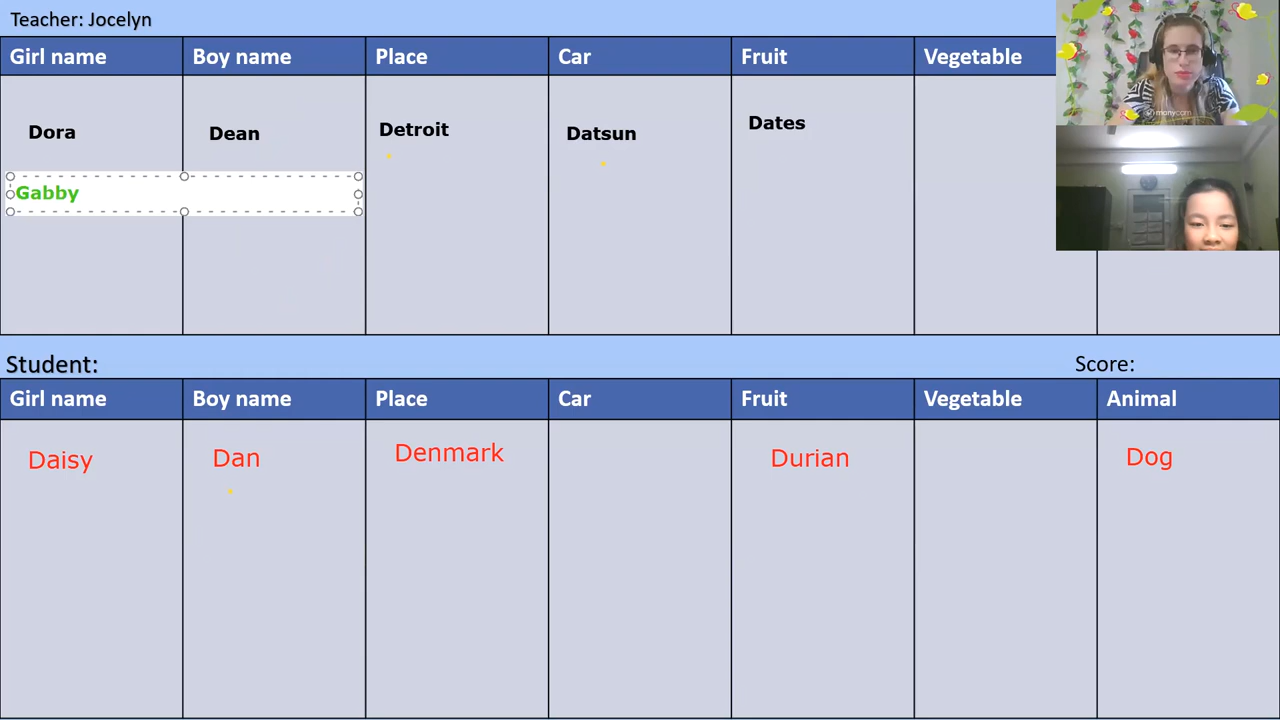 Teacher: Jocelyn
Girl name Boy name Place Car Fruit Vegetable
Dora Dean Detroit Datsun Dates
Gabby
manycam
Student: Score:
Girl name Boy name Place Car Fruit Vegetable Animal
Daisy Dan Denmark Durian Dog